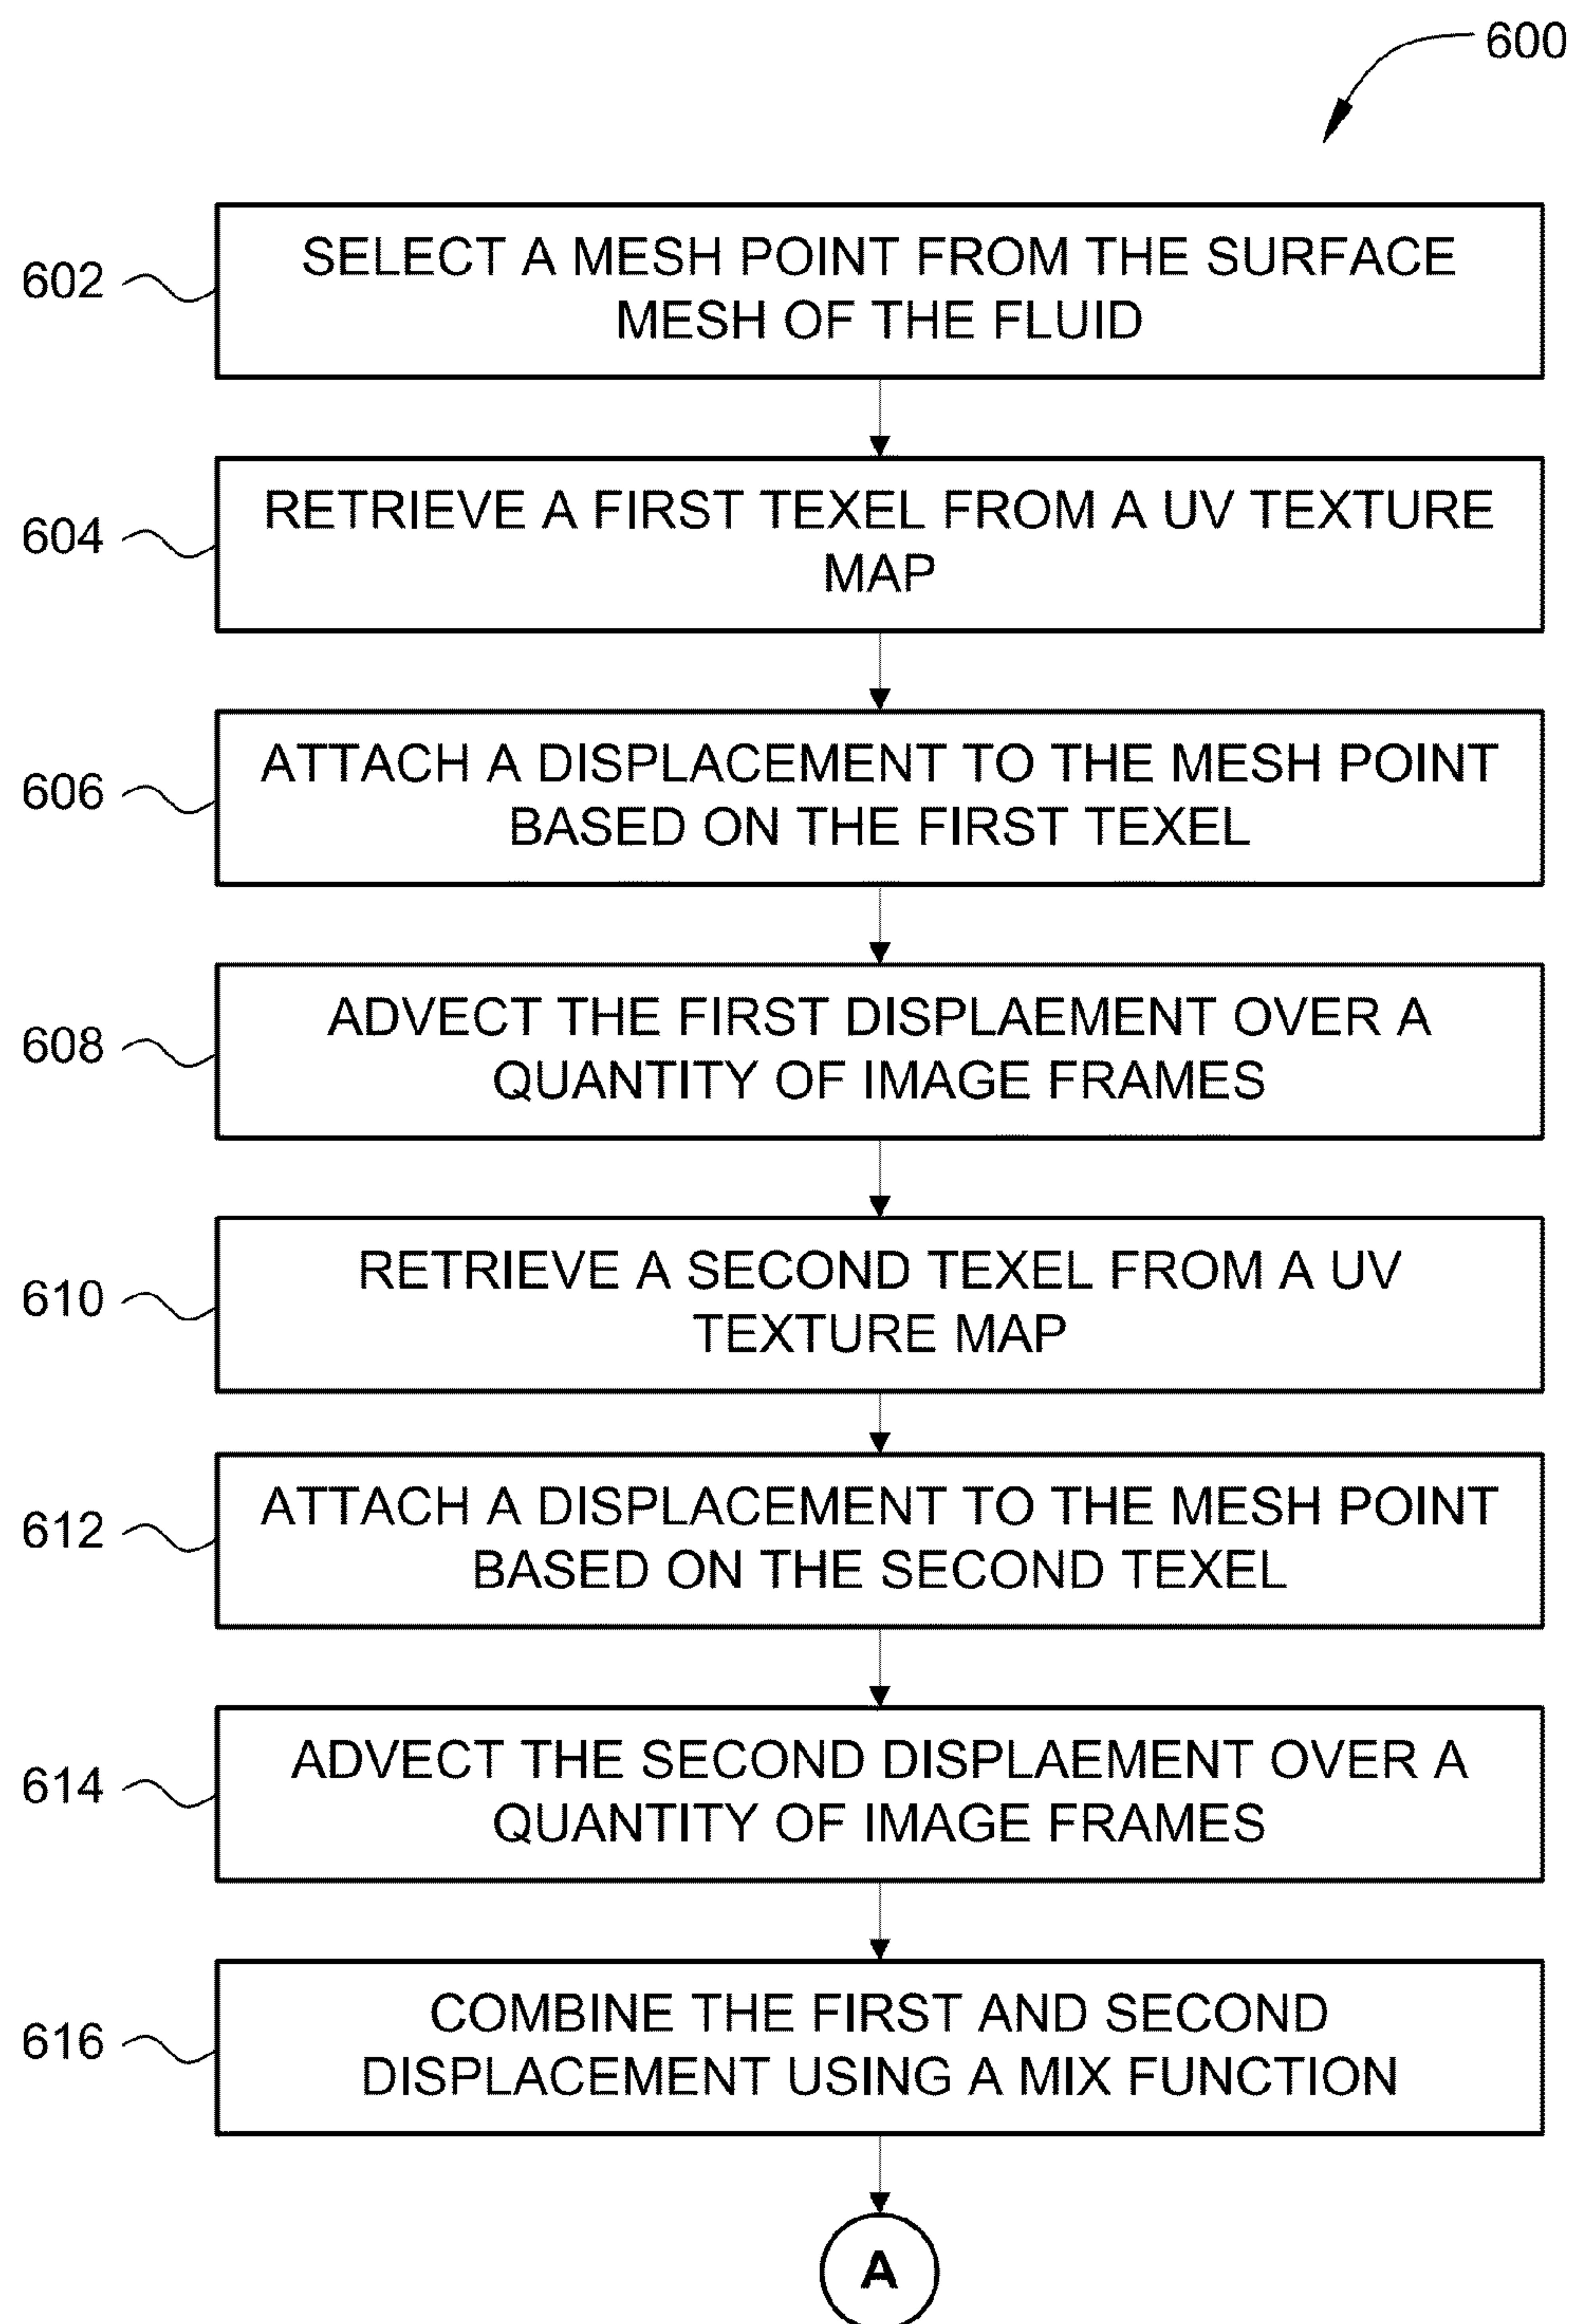 600
602
SELECT A MESH POINT FROM THE SURFACE
MESH OF THE FLUID
604
RETRIEVE A FIRST TEXEL FROM A UV TEXTURE
MAP
606
ATTACH A DISPLACEMENT TO THE MESH POINT
BASED ON THE FIRST TEXEL
608
ADVECT THE FIRST DISPLAEMENT OVER A
QUANTITY OF IMAGE FRAMES
610
RETRIEVE A SECOND TEXEL FROM A UV
TEXTURE MAP
612
ATTACH A DISPLACEMENT TO THE MESH POINT
BASED ON THE SECOND TEXEL
614
ADVECT THE SECOND DISPLAEMENT OVER A
QUANTITY OF IMAGE FRAMES
616
COMBINE THE FIRST AND SECOND
DISPLACEMENT USING A MIX FUNCTION
A